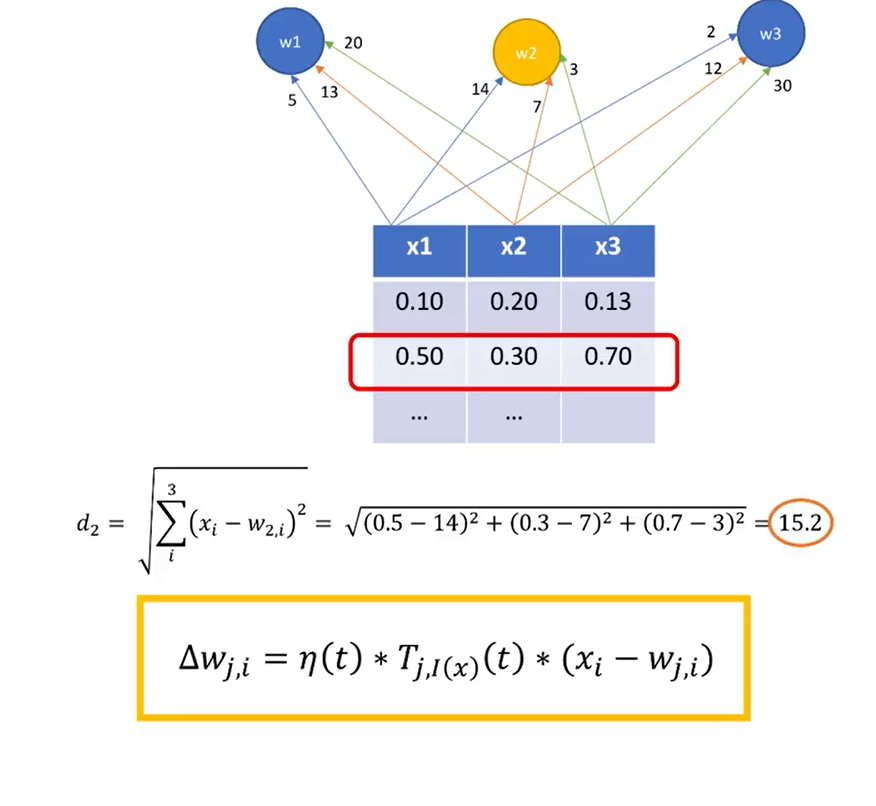 w1 w2 w3
20 2
3 12
5 13 14 7 30
x1 x2 x3
0.10 0.20 0.13
0.50 0.30 0.70
... ...
d₂ = √(∑ᵢ³ (xᵢ − w₂,ᵢ)²) = √((0.5 − 14)² + (0.3 − 7)² + (0.7 − 3)²) = 15.2
Δwⱼ,ᵢ = η(t) * Tⱼ,I(x)(t) * (xᵢ − wⱼ,ᵢ)